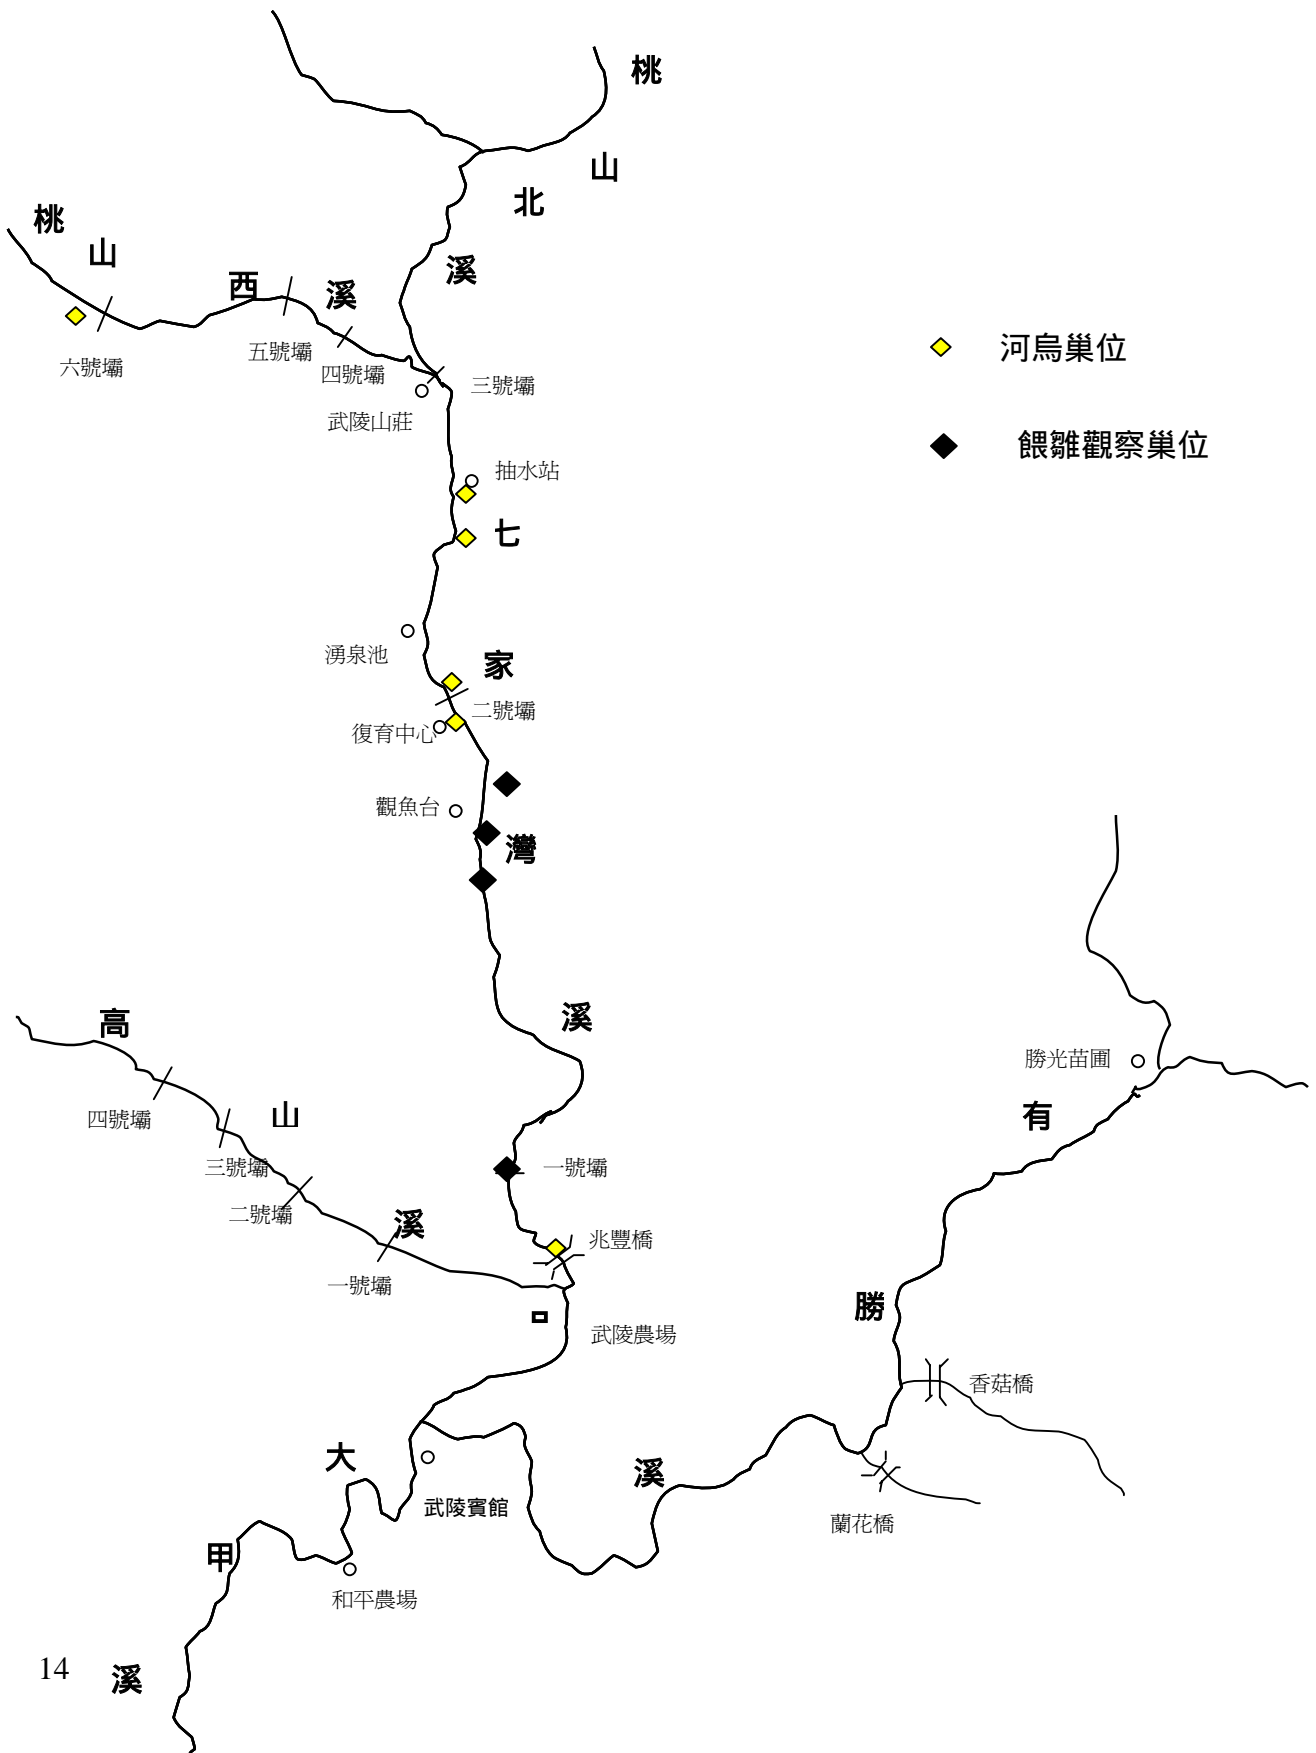 桃山北溪
桃山西溪
六號壩
五號壩
四號壩
三號壩
武陵山莊
抽水站
河烏巢位
餵雛觀察巢位
七家灣溪
湧泉池
二號壩
復育中心
觀魚台
高山溪
四號壩
三號壩
二號壩
一號壩
一號壩
兆豐橋
武陵農場
勝光苗圃
有勝溪
香菇橋
蘭花橋
武陵賓館
和平農場
大甲溪
14